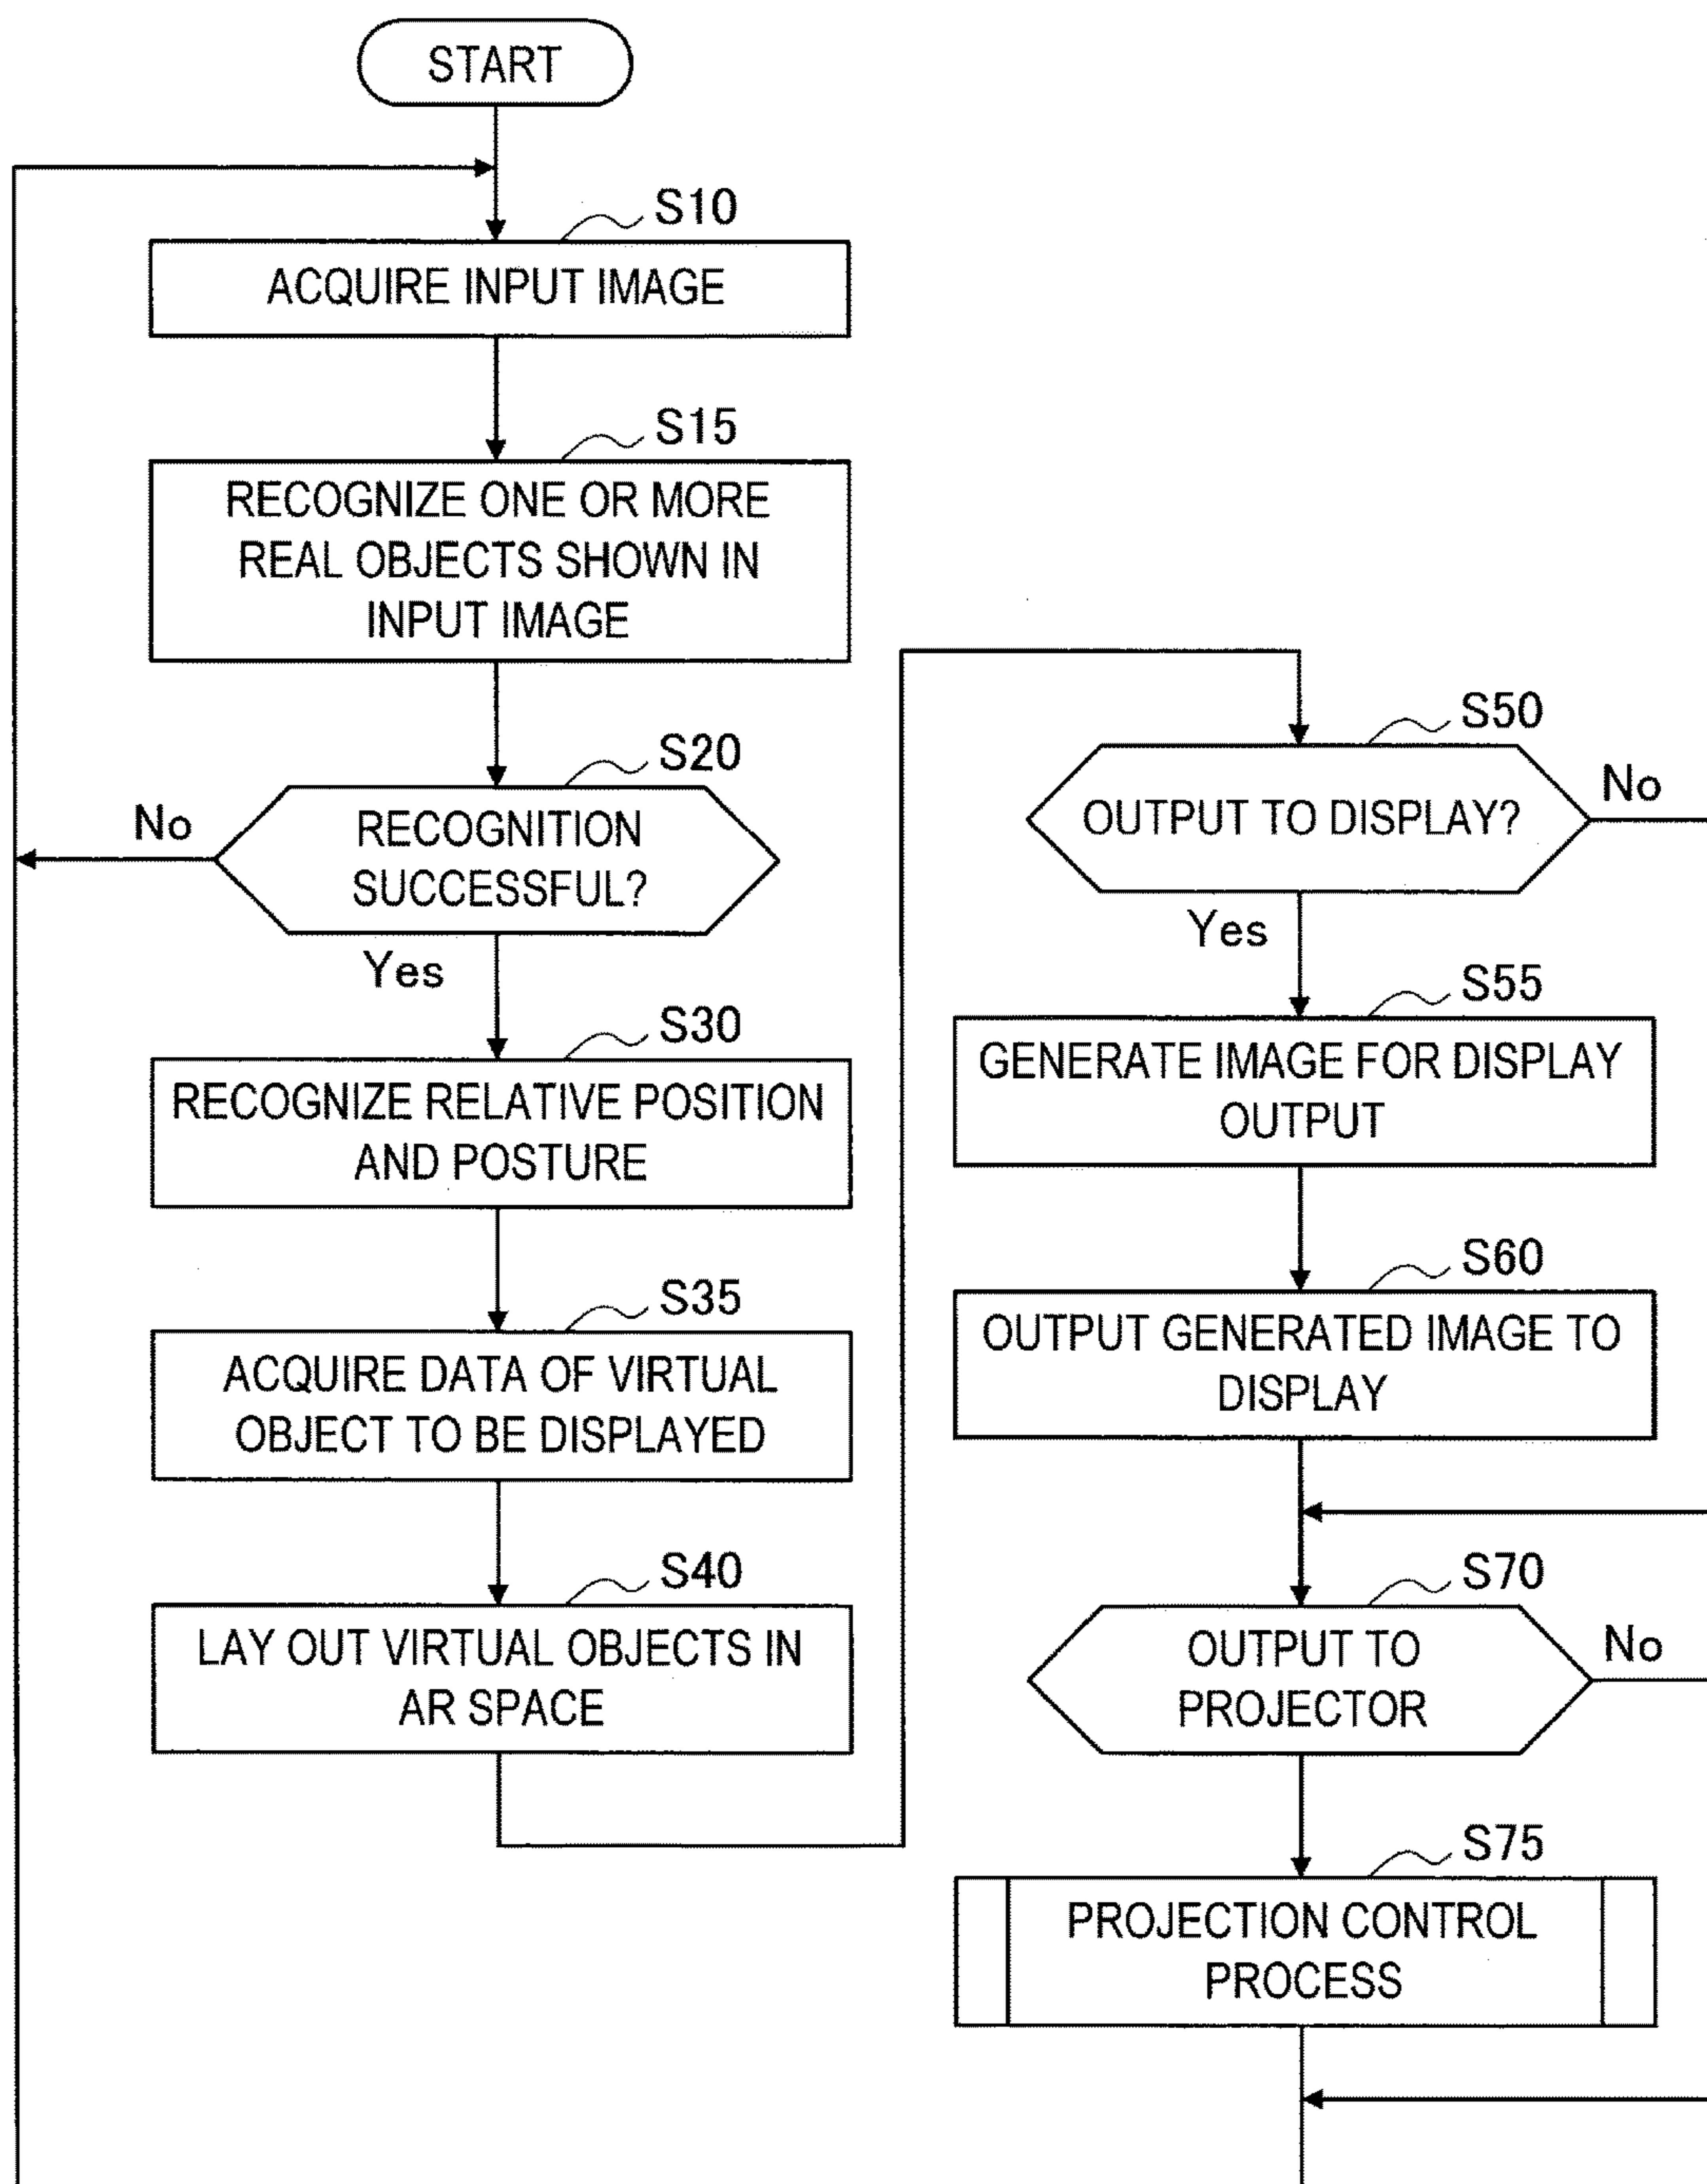 START
S10
ACQUIRE INPUT IMAGE
S15
RECOGNIZE ONE OR MORE
REAL OBJECTS SHOWN IN
INPUT IMAGE
S20
RECOGNITION
SUCCESSFUL?
No
Yes
S30
RECOGNIZE RELATIVE POSITION
AND POSTURE
S35
ACQUIRE DATA OF VIRTUAL
OBJECT TO BE DISPLAYED
S40
LAY OUT VIRTUAL OBJECTS IN
AR SPACE
S50
OUTPUT TO DISPLAY?
No
Yes
S55
GENERATE IMAGE FOR DISPLAY
OUTPUT
S60
OUTPUT GENERATED IMAGE TO
DISPLAY
S70
OUTPUT TO
PROJECTOR
No
S75
PROJECTION CONTROL
PROCESS